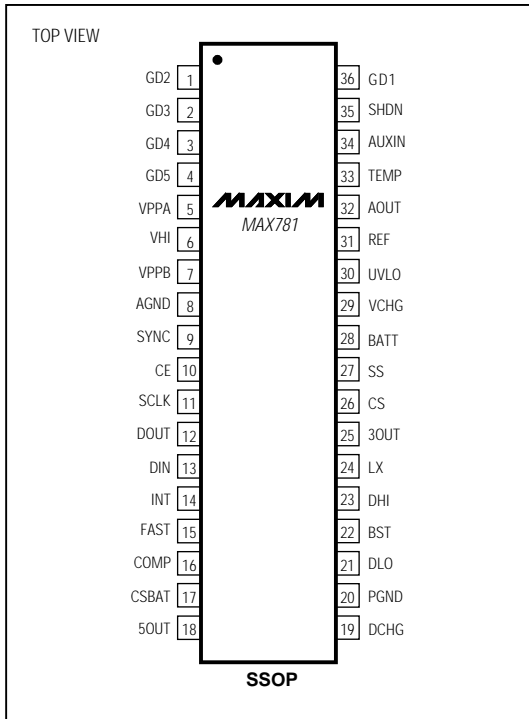 TOP VIEW
GD2 1
GD3 2
GD4 3
GD5 4
VPPA 5
VHI 6
VPPB 7
AGND 8
SYNC 9
CE 10
SCLK 11
DOUT 12
DIN 13
INT 14
FAST 15
COMP 16
CSBAT 17
5OUT 18
MAXIM
MAX781
36 GD1
35 SHDN
34 AUXIN
33 TEMP
32 AOUT
31 REF
30 UVLO
29 VCHG
28 BATT
27 SS
26 CS
25 3OUT
24 LX
23 DHI
22 BST
21 DLO
20 PGND
19 DCHG
SSOP